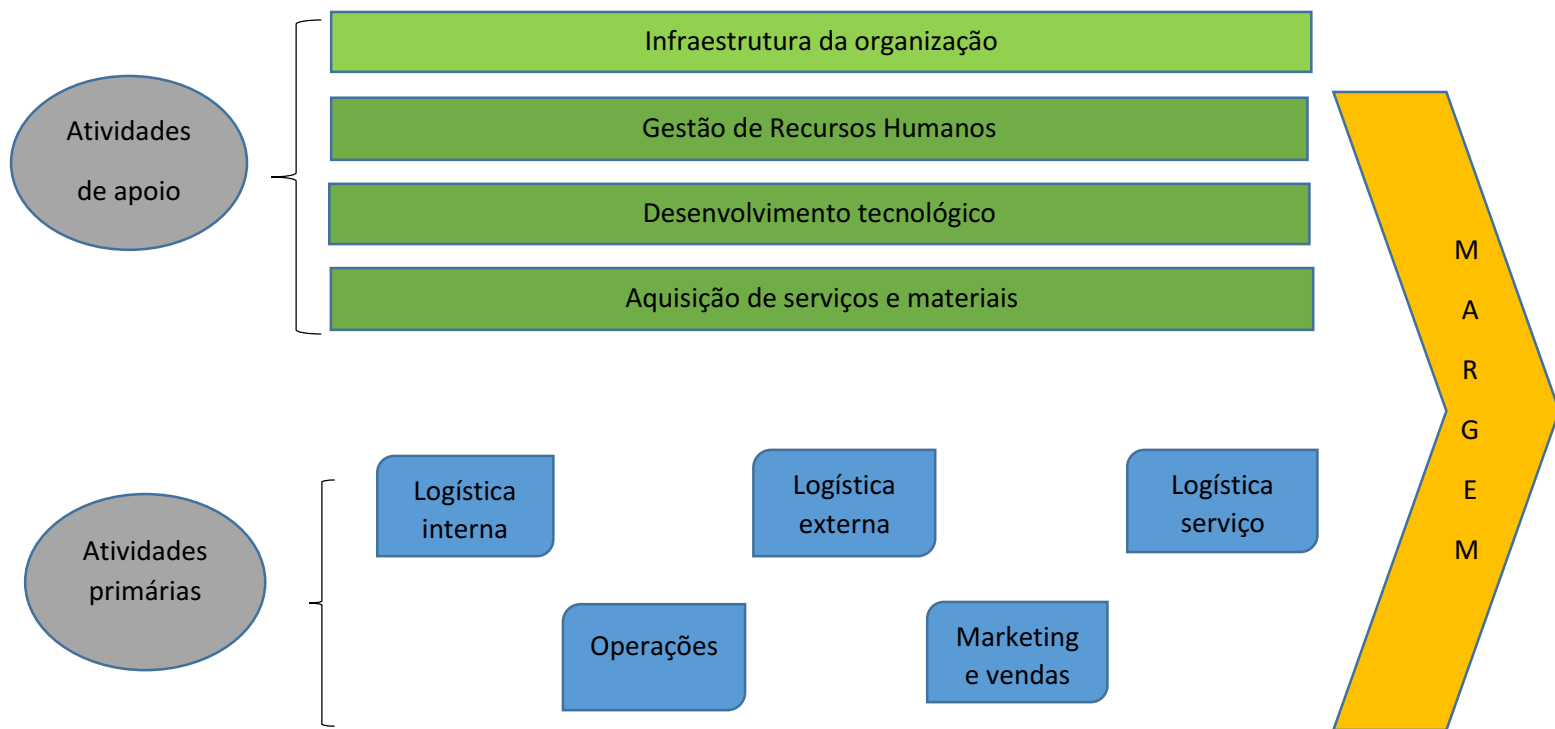 Atividades
de apoio
Infraestrutura da organização
Gestão de Recursos Humanos
Desenvolvimento tecnológico
Aquisição de serviços e materiais
Atividades
primárias
Logística
interna
Operações
Logística
externa
Marketing
e vendas
Logística
serviço
M
A
R
G
E
M